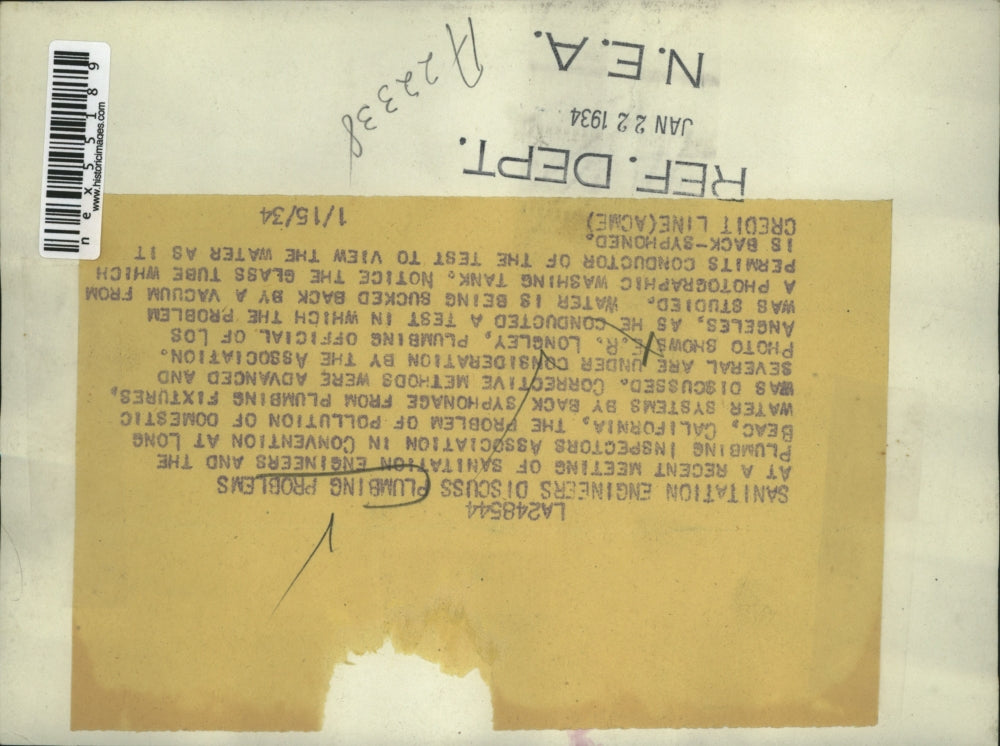 LA248544
SANITATION ENGINEERS DISCUSS PLUMBING PROBLEMS
AT A RECENT MEETING OF SANITATION ENGINEERS AND THE
PLUMBING INSPECTORS ASSOCIATION IN CONVENTION AT LONG
BEAC, CALIFORNIA, THE PROBLEM OF POLLUTION OF DOMESTIC
WATER SYSTEMS BY BACK SYPHONAGE FROM PLUMBING FIXTURES,
WAS DISCUSSED. CORRECTIVE METHODS WERE ADVANCED AND
SEVERAL ARE UNDER CONSIDERATION BY THE ASSOCIATION.
PHOTO SHOWS E.R. LONGLEY, PLUMBING OFFICIAL OF LOS
ANGELES, AS HE CONDUCTED A TEST IN WHICH THE PROBLEM
WAS STUDIED. WATER IS BEING SUCKED BACK BY A VACUUM FROM
A PHOTOGRAPHIC WASHING TANK. NOTICE THE GLASS TUBE WHICH
PERMITS CONDUCTOR OF THE TEST TO VIEW THE WATER AS IT
IS BACK-SYPHONED.
CREDIT LINE(ACME) 1/15/34
REF. DEPT.
JAN 22 1934
N.E.A.
A22338
nex55189
www.historicimages.com